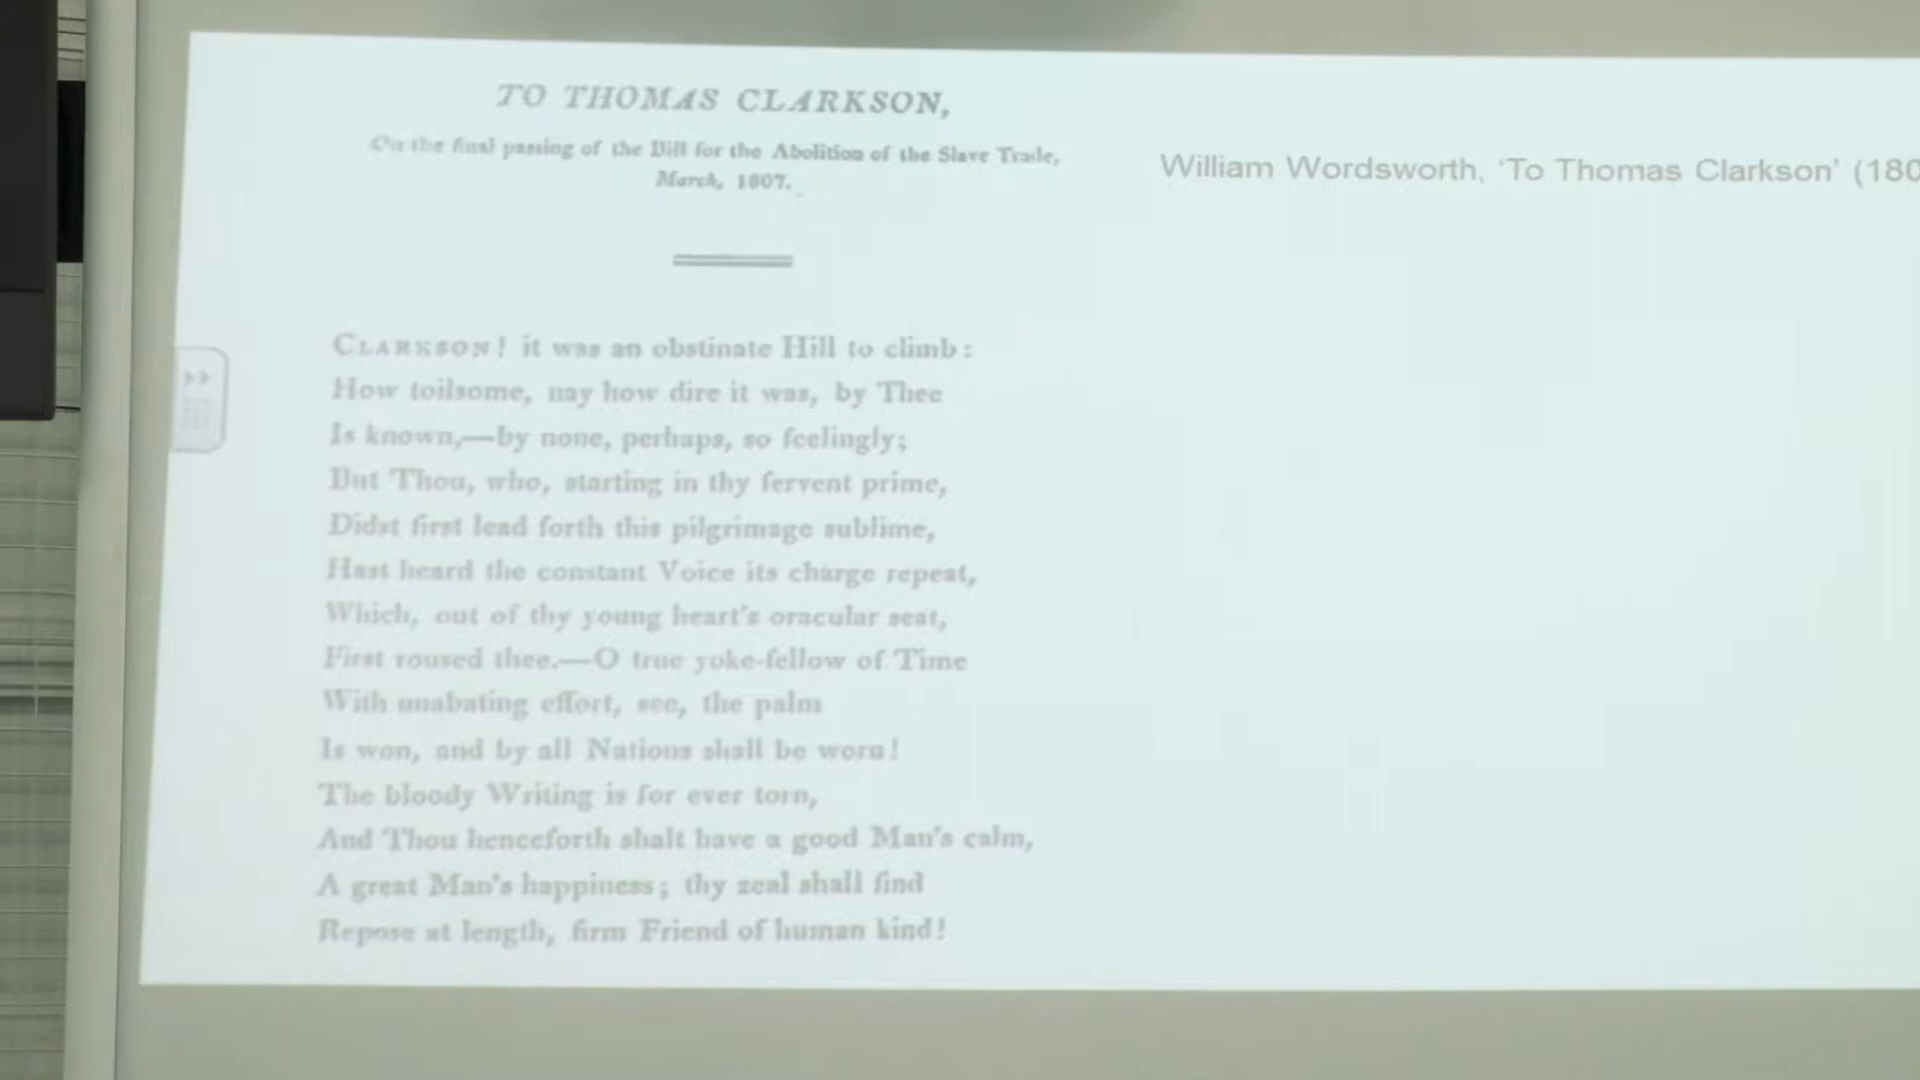 TO THOMAS CLARKSON,
On the final passing of the Bill for the Abolition of the Slave Trade,
March, 1807.
William Wordsworth, ‘To Thomas Clarkson’ (180
CLARKSON! it was an obstinate Hill to climb:
How toilsome, nay how dire it was, by Thee
Is known,—by none, perhaps, so feelingly;
But Thou, who, starting in thy fervent prime,
Didst first lead forth this pilgrimage sublime,
Hast heard the constant Voice its charge repeat,
Which, out of thy young heart's oracular seat,
First roused thee.—O true yoke-fellow of Time
With unabating effort, see, the palm
Is won, and by all Nations shall be worn!
The bloody Writing is for ever torn,
And Thou henceforth shalt have a good Man's calm,
A great Man's happiness; thy zeal shall find
Repose at length, firm Friend of human kind!